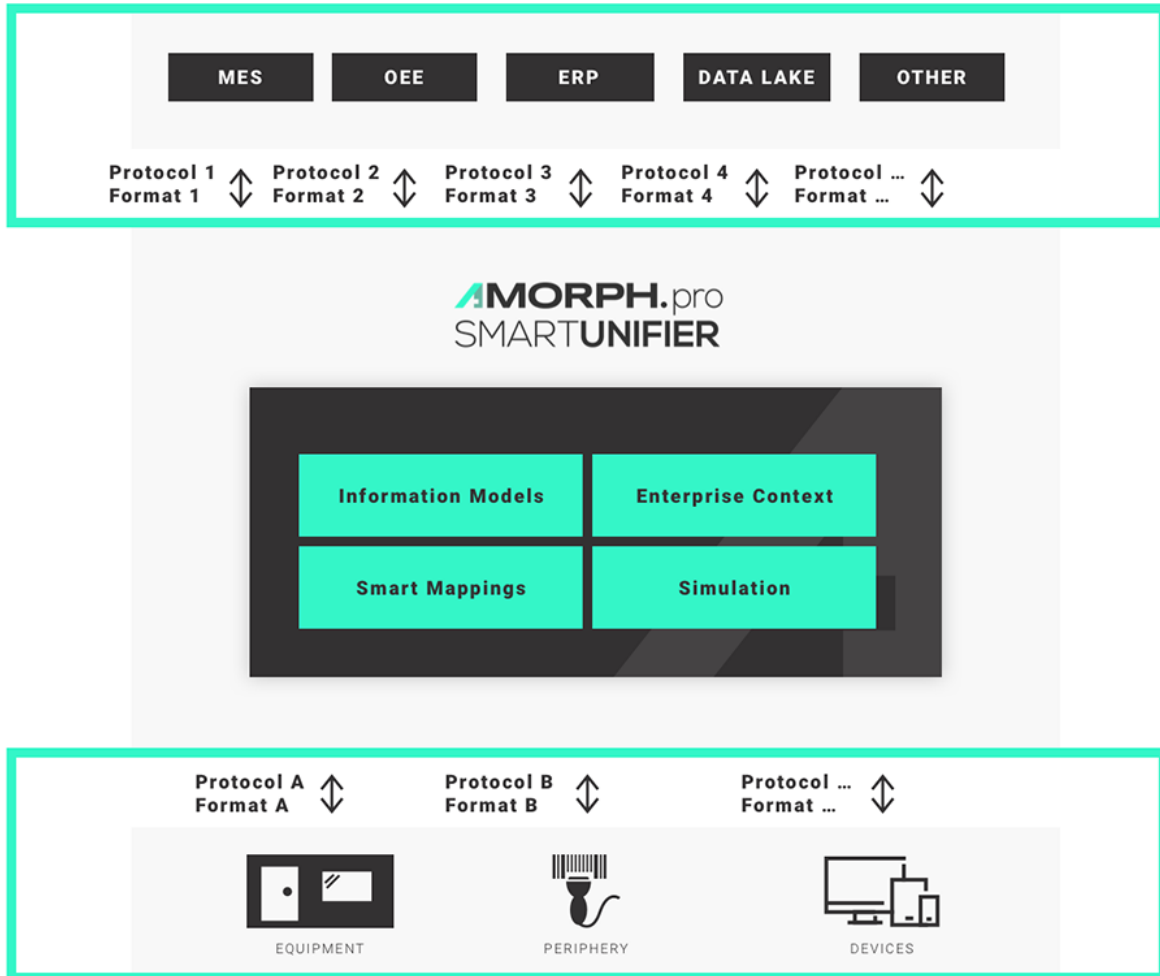 MES OEE ERP DATA LAKE OTHER
Protocol 1 Protocol 2 Protocol 3 Protocol 4 Protocol ...
Format 1 Format 2 Format 3 Format 4 Format ...
AMORPH.pro
SMARTUNIFIER
Information Models Enterprise Context
Smart Mappings Simulation
Protocol A Protocol B Protocol ...
Format A Format B Format ...
EQUIPMENT PERIPHERY DEVICES